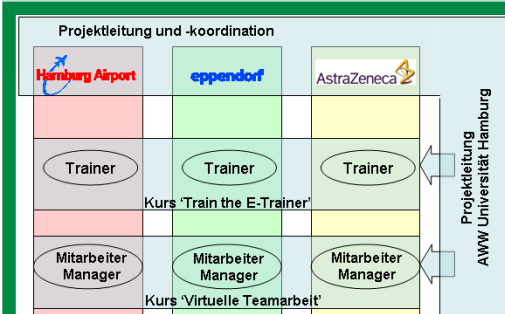 Projektleitung und -koordination
Hamburg Airport
eppendorf
AstraZeneca
Trainer
Trainer
Trainer
Kurs 'Train the E-Trainer'
Mitarbeiter
Manager
Mitarbeiter
Manager
Mitarbeiter
Manager
Kurs 'Virtuelle Teamarbeit'
Projektleitung
AWW Universität Hamburg